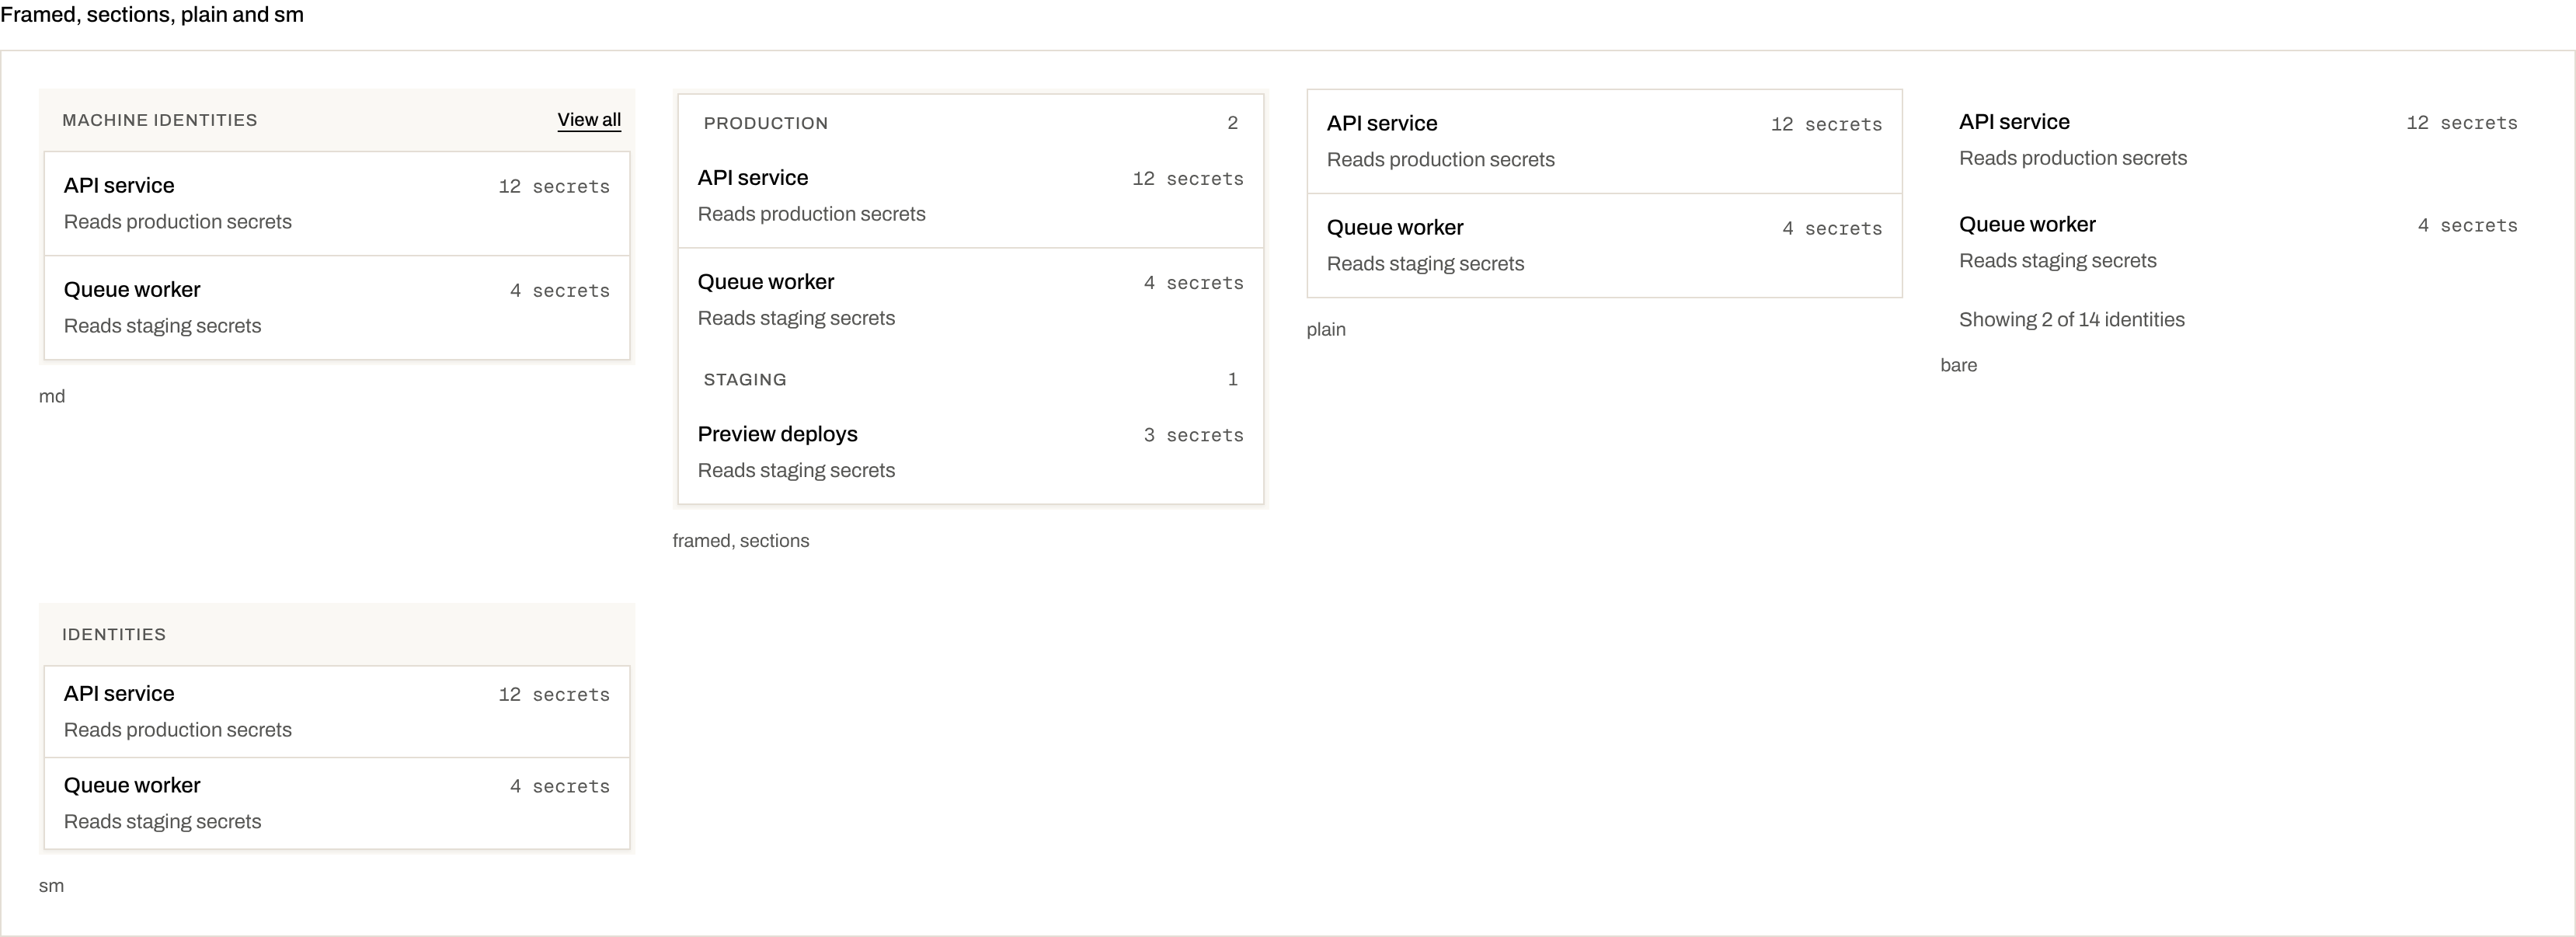 Framed, sections, plain and sm
MACHINE IDENTITIES View all
API service 12 secrets
Reads production secrets
Queue worker 4 secrets
Reads staging secrets
md
PRODUCTION 2
API service 12 secrets
Reads production secrets
Queue worker 4 secrets
Reads staging secrets
STAGING 1
Preview deploys 3 secrets
Reads staging secrets
framed, sections
API service 12 secrets
Reads production secrets
Queue worker 4 secrets
Reads staging secrets
plain
API service 12 secrets
Reads production secrets
Queue worker 4 secrets
Reads staging secrets
Showing 2 of 14 identities
bare
IDENTITIES
API service 12 secrets
Reads production secrets
Queue worker 4 secrets
Reads staging secrets
sm